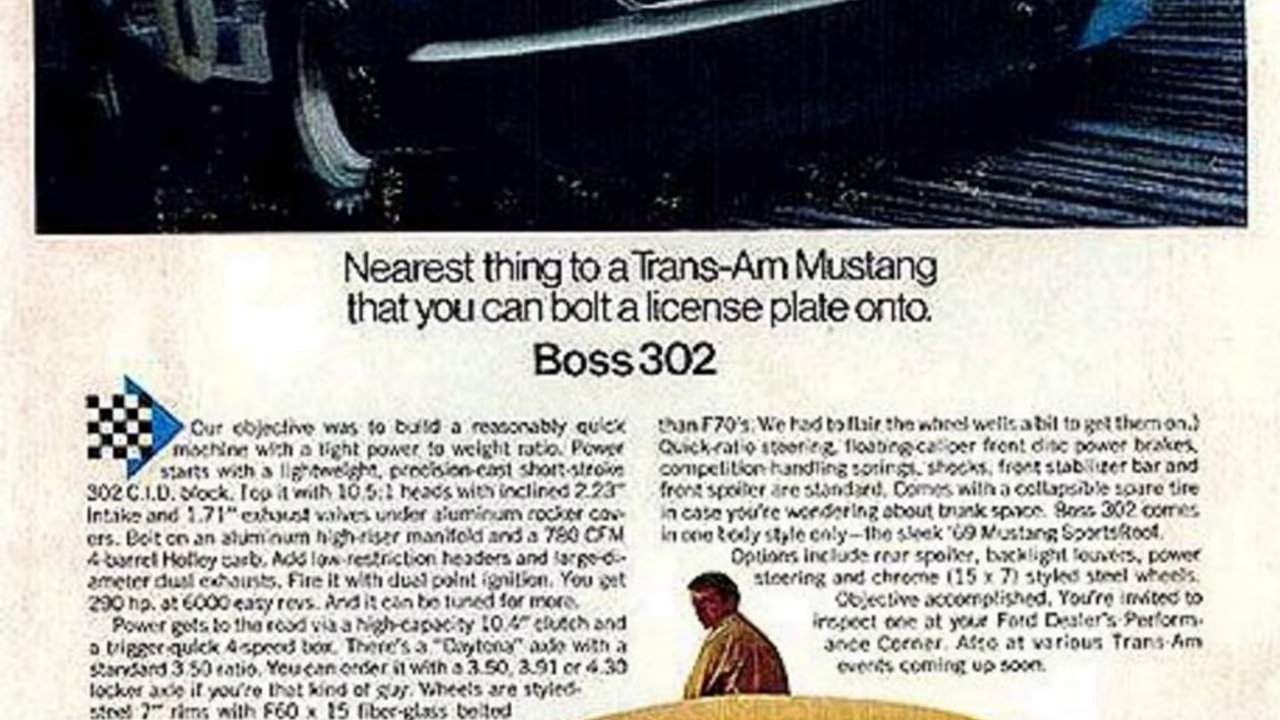 Nearest thing to a Trans-Am Mustang
that you can bolt a license plate onto.
Boss 302
Our objective was to build a reasonably quick
machine with a light power to weight ratio. Power
starts with a lightweight, precision-cast short-stroke
302 C.I.D. block. Top it with 10.5:1 heads with inclined 2.23"
intake and 1.71" exhaust valves under aluminum rocker cov-
ers. Bolt on an aluminum high-riser manifold and a 780 CFM
4-barrel Holley carb. Add low-restriction headers and large-di-
ameter dual exhausts. Fire it with dual point ignition. You get
290 hp. at 6000 easy revs. And it can be tuned for more.
Power gets to the road via a high-capacity 10.4" clutch and
a trigger-quick 4-speed box. There's a "Daytona" axle with a
standard 3.50 ratio. You can order it with a 3.50, 3.91 or 4.30
locker axle if you're that kind of guy. Wheels are styled-
steel 7" rims with F60 x 15 fiber-glass belted
than F70's. We had to flair the wheel wells a bit to get them on.)
Quick-ratio steering, floating-caliper front disc power brakes,
competition-handling springs, shocks, front stabilizer bar and
front spoiler are standard. Comes with a collapsible spare tire
in case you're wondering about trunk space. Boss 302 comes
in one body style only—the sleek '69 Mustang SportsRoof.
Options include rear spoiler, backlight louvers, power
steering and chrome (15 x 7) styled steel wheels.
Objective accomplished. You're invited to
inspect one at your Ford Dealer's Perform-
ance Corner. Also at various Trans-Am
events coming up soon.